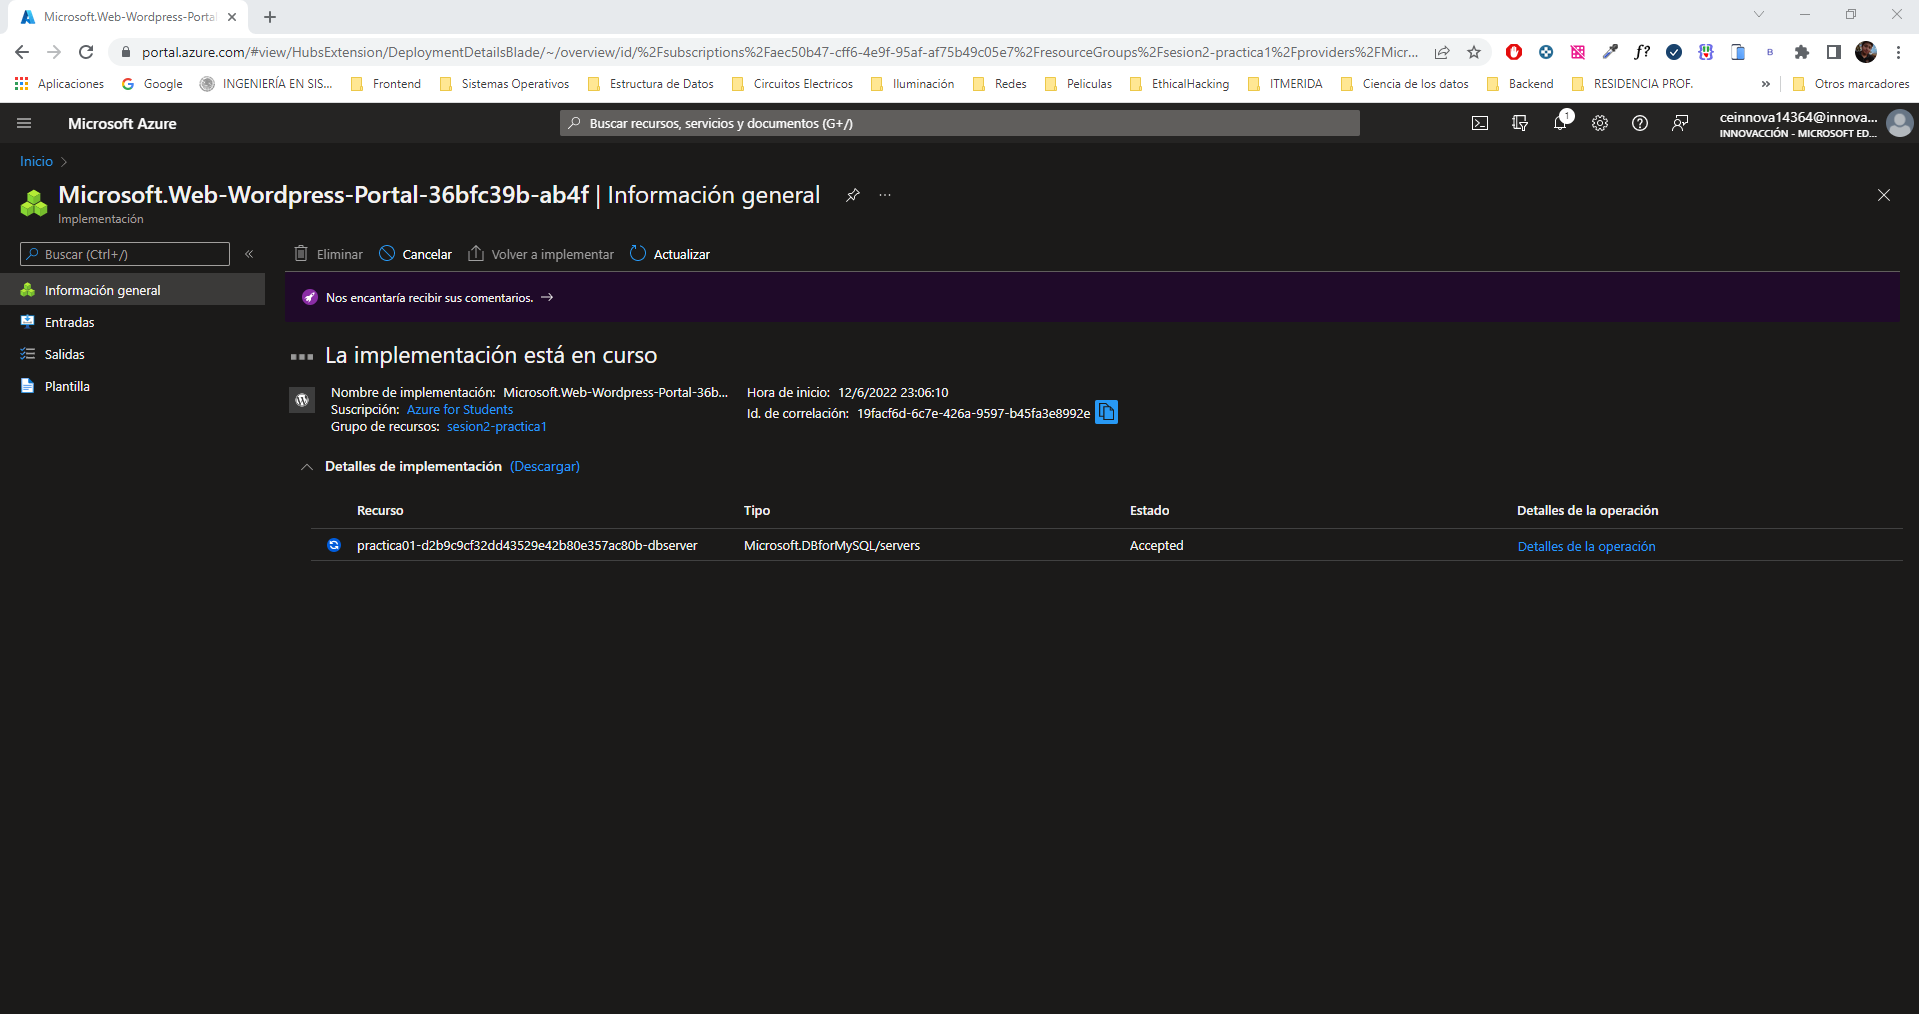 Microsoft.Web-Wordpress-Porta
portal.azure.com/#view/HubsExtension/DeploymentDetailsBlade/~/overview/id/%2Fsubscriptions%2Faec50b47-cff6-4e9f-95af-af75b49c05e7%2FresourceGroups%2Fsesion2-practica1%2Fproviders%2FMicr...
Aplicaciones Google INGENIERÍA EN SIS... Frontend Sistemas Operativos Estructura de Datos Circuitos Electricos Iluminación Redes Peliculas EthicalHacking ITMERIDA Ciencia de los datos Backend RESIDENCIA PROF. » Otros marcadores
Microsoft Azure
Buscar recursos, servicios y documentos (G+/)
1
ceinnova14364@innova...
INNOVACCIÓN - MICROSOFT ED...
Inicio >
Microsoft.Web-Wordpress-Portal-36bfc39b-ab4f | Información general ...
Implementación
Buscar (Ctrl+/) «
Eliminar Cancelar Volver a implementar Actualizar
Información general
Entradas
Salidas
Plantilla
Nos encantaría recibir sus comentarios. →
La implementación está en curso
Nombre de implementación: Microsoft.Web-Wordpress-Portal-36b...
Suscripción: Azure for Students
Grupo de recursos: sesion2-practica1
Hora de inicio: 12/6/2022 23:06:10
Id. de correlación: 19facf6d-6c7e-426a-9597-b45fa3e8992e
Detalles de implementación (Descargar)
Recurso Tipo Estado Detalles de la operación
practica01-d2b9c9cf32dd43529e42b80e357ac80b-dbserver Microsoft.DBforMySQL/servers Accepted Detalles de la operación